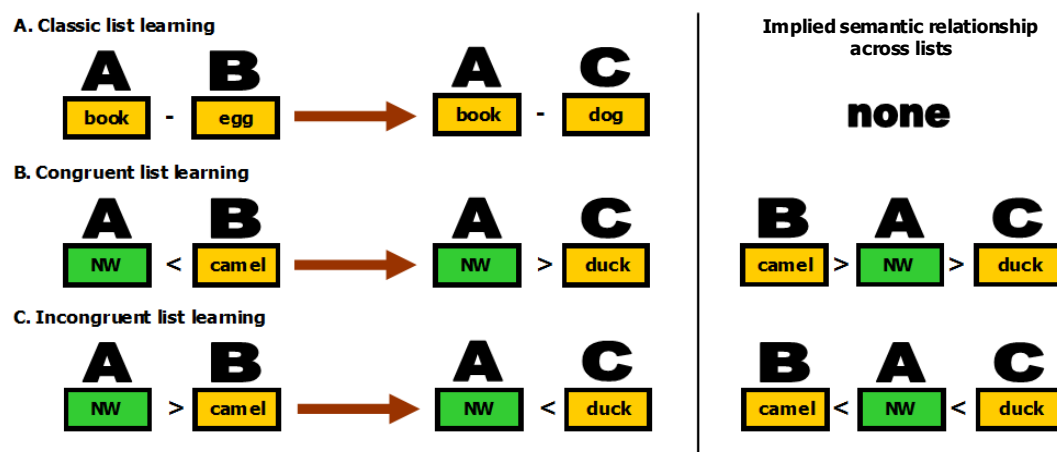 A. Classic list learning
Implied semantic relationship
across lists
A B A C
book - egg book - dog
none
B. Congruent list learning
A B A C B A C
NW < camel NW > duck camel > NW > duck
C. Incongruent list learning
A B A C B A C
NW > camel NW < duck camel < NW < duck